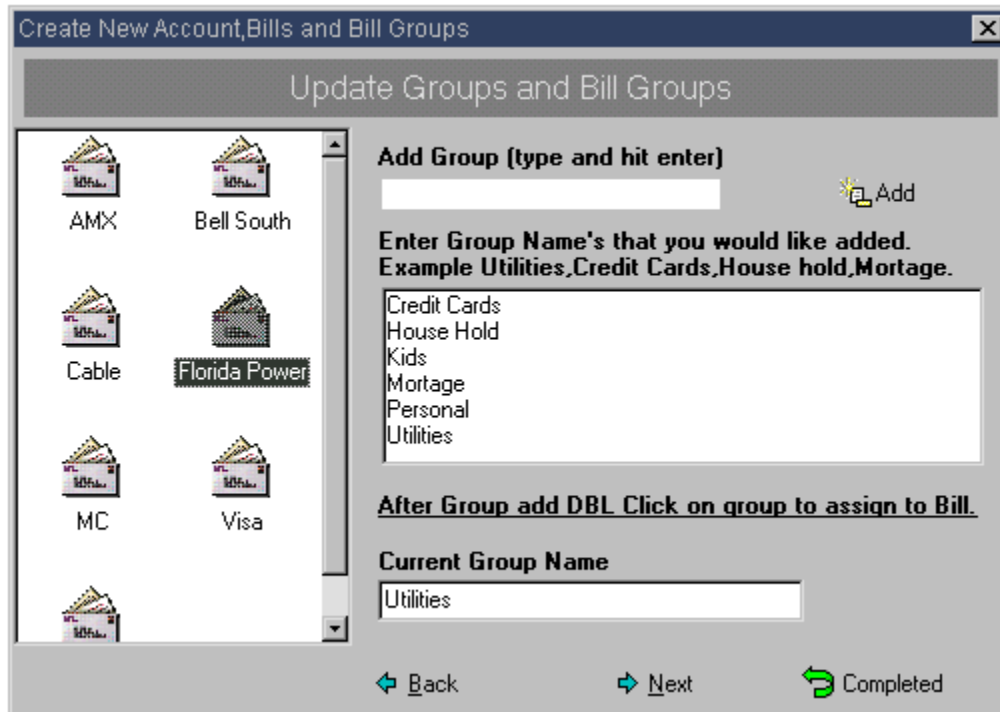 Create New Account,Bills and Bill Groups
Update Groups and Bill Groups
AMX
Bell South
Cable
Florida Power
MC
Visa
Add Group (type and hit enter)
Add
Enter Group Name's that you would like added.
Example Utilities,Credit Cards,House hold,Mortage.
Credit Cards
House Hold
Kids
Mortage
Personal
Utilities
After Group add DBL Click on group to assign to Bill.
Current Group Name
Utilities
Back
Next
Completed